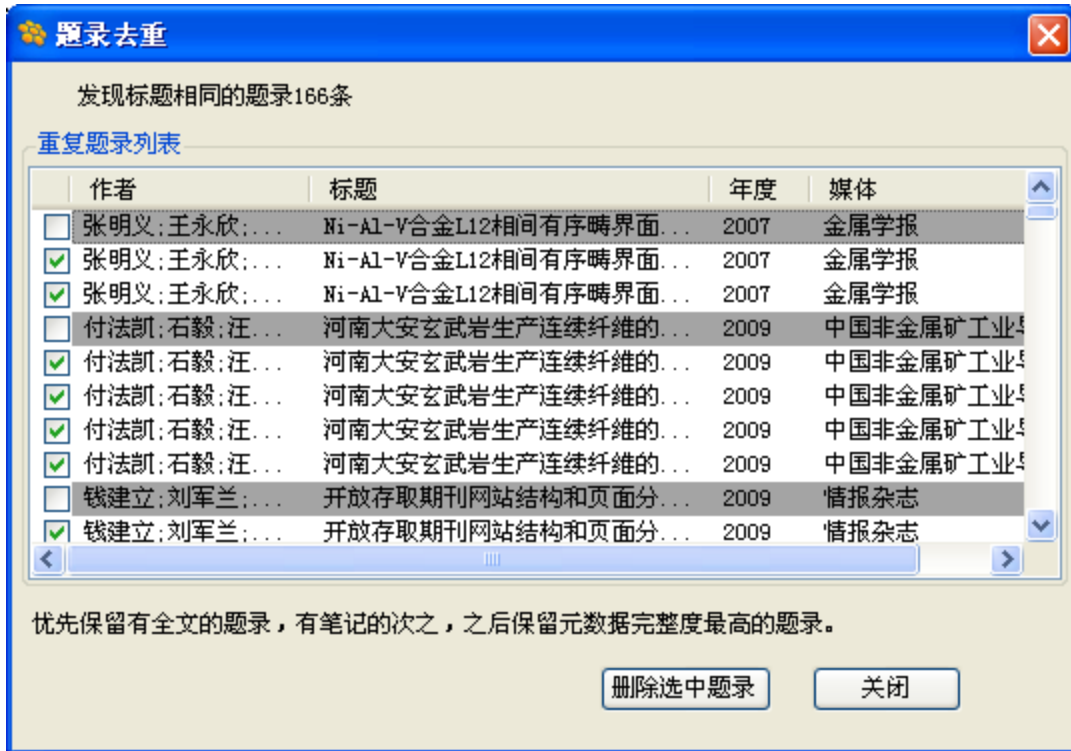 题录去重
发现标题相同的题录166条
重复题录列表
作者 标题 年度 媒体
张明义;王永欣;... Ni-Al-V合金L12相间有序畴界面... 2007 金属学报
张明义;王永欣;... Ni-Al-V合金L12相间有序畴界面... 2007 金属学报
张明义;王永欣;... Ni-Al-V合金L12相间有序畴界面... 2007 金属学报
付法凯;石毅;汪... 河南大安玄武岩生产连续纤维的... 2009 中国非金属矿工业
付法凯;石毅;汪... 河南大安玄武岩生产连续纤维的... 2009 中国非金属矿工业
付法凯;石毅;汪... 河南大安玄武岩生产连续纤维的... 2009 中国非金属矿工业
付法凯;石毅;汪... 河南大安玄武岩生产连续纤维的... 2009 中国非金属矿工业
付法凯;石毅;汪... 河南大安玄武岩生产连续纤维的... 2009 中国非金属矿工业
钱建立;刘军兰;... 开放存取期刊网站结构和页面分... 2009 情报杂志
钱建立;刘军兰;... 开放存取期刊网站结构和页面分... 2009 情报杂志
优先保留有全文的题录，有笔记的次之，之后保留元数据完整度最高的题录。
删除选中题录 关闭